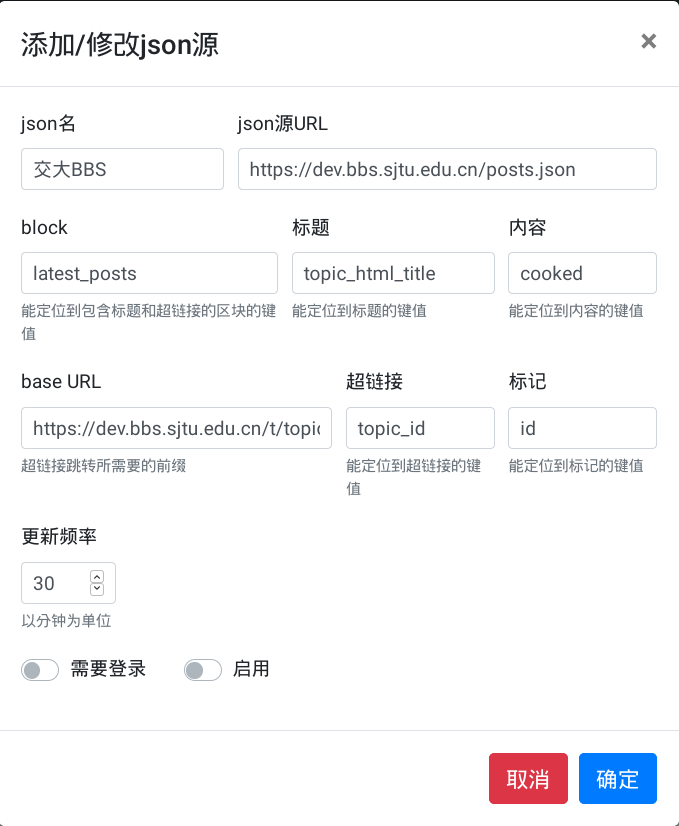 添加/修改json源
×
json名 json源URL
交大BBS https://dev.bbs.sjtu.edu.cn/posts.json
block 标题 内容
latest_posts topic_html_title cooked
能定位到包含标题和超链接的区块的键 能定位到标题的键值 能定位到内容的键值
值
base URL 超链接 标记
https://dev.bbs.sjtu.edu.cn/t/topic topic_id id
超链接跳转所需要的前缀 能定位到超链接的键 能定位到标记的键值
值
更新频率
30
以分钟为单位
需要登录 启用
取消 确定